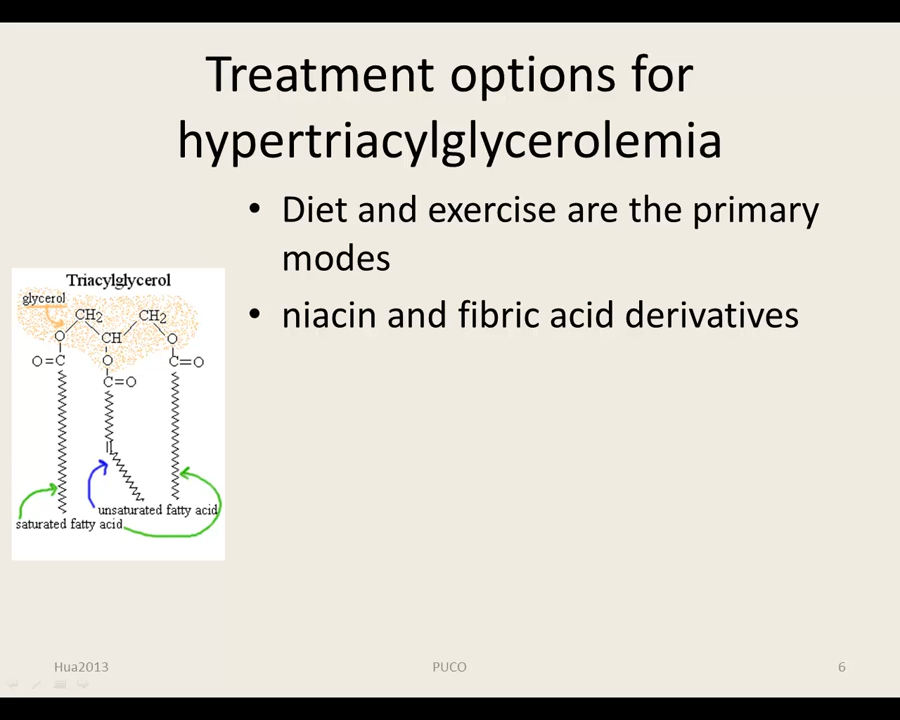 Treatment options for
hypertriacylglycerolemia
• Diet and exercise are the primary
modes
• niacin and fibric acid derivatives
Triacylglycerol
glycerol
CH2 CH2
O CH O
O=C O C=O
C=O
unsaturated fatty acid
saturated fatty acid
Hua2013 PUCO 6